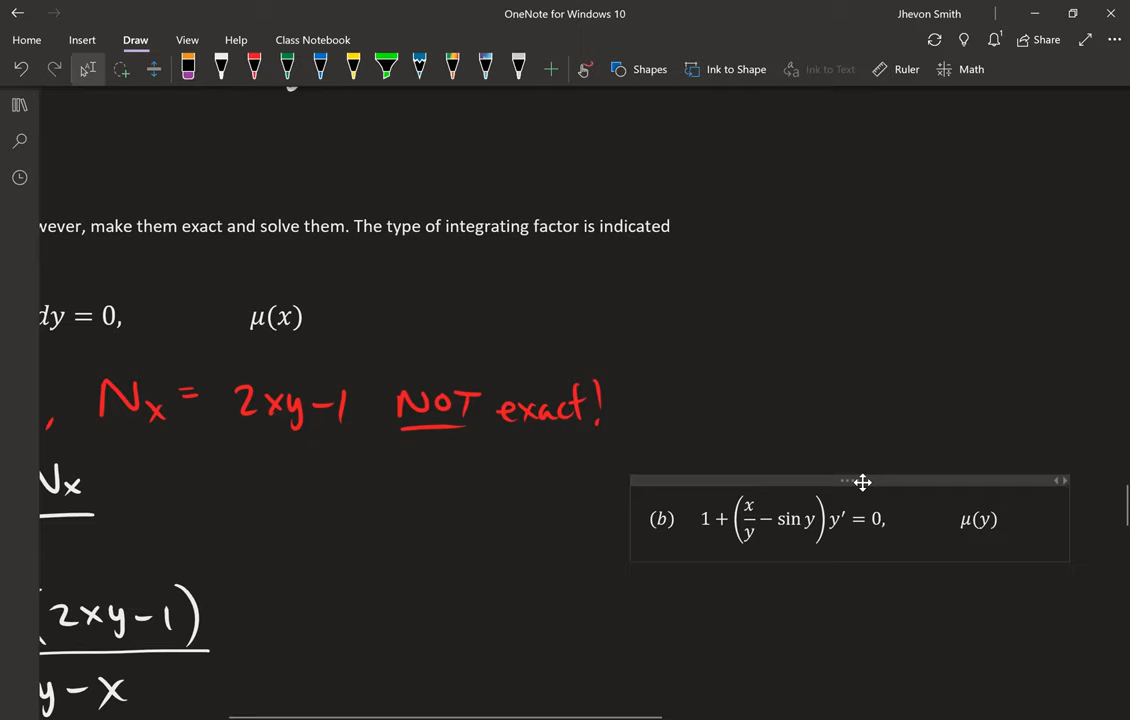 OneNote for Windows 10
Jhevon Smith
Home Insert Draw View Help Class Notebook
1 Share
Shapes Ink to Shape Ink to Text Ruler Math
wever, make them exact and solve them. The type of integrating factor is indicated
dy = 0, μ(x)
, Nx = 2xy-1 NOT exact!
Nx
(b) 1 + (x/y - sin y) y′ = 0, μ(y)
(2xy-1)
y - x